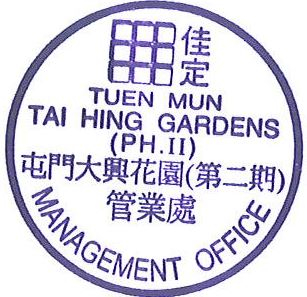 佳定
TUEN MUN
TAI HING GARDENS
(PH.II)
屯門大興花園(第二期)
管業處
MANAGEMENT OFFICE